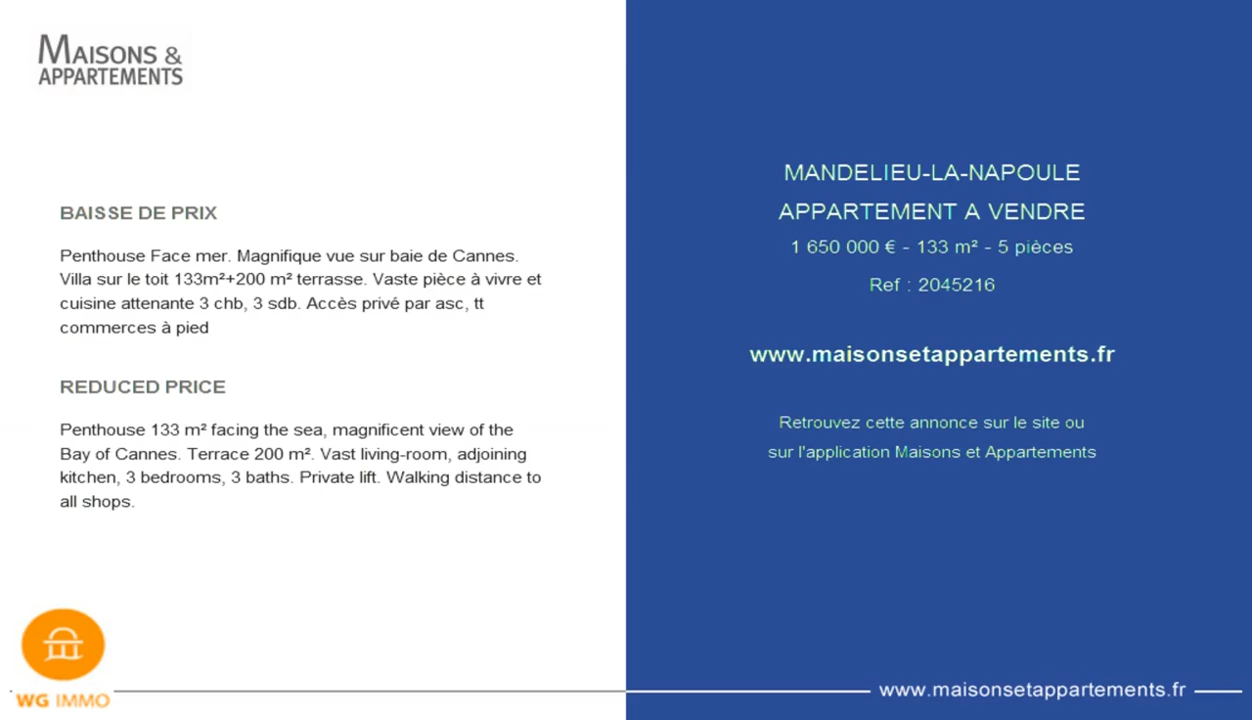 MAISONS &
APPARTEMENTS
BAISSE DE PRIX
Penthouse Face mer. Magnifique vue sur baie de Cannes.
Villa sur le toit 133m²+200 m² terrasse. Vaste pièce à vivre et
cuisine attenante 3 chb, 3 sdb. Accès privé par asc, tt
commerces à pied
REDUCED PRICE
Penthouse 133 m² facing the sea, magnificent view of the
Bay of Cannes. Terrace 200 m². Vast living-room, adjoining
kitchen, 3 bedrooms, 3 baths. Private lift. Walking distance to
all shops.
WG IMMO
MANDELIEU-LA-NAPOULE
APPARTEMENT A VENDRE
1 650 000 € - 133 m² - 5 pièces
Ref : 2045216
www.maisonsetappartements.fr
Retrouvez cette annonce sur le site ou
sur l'application Maisons et Appartements
www.maisonsetappartements.fr